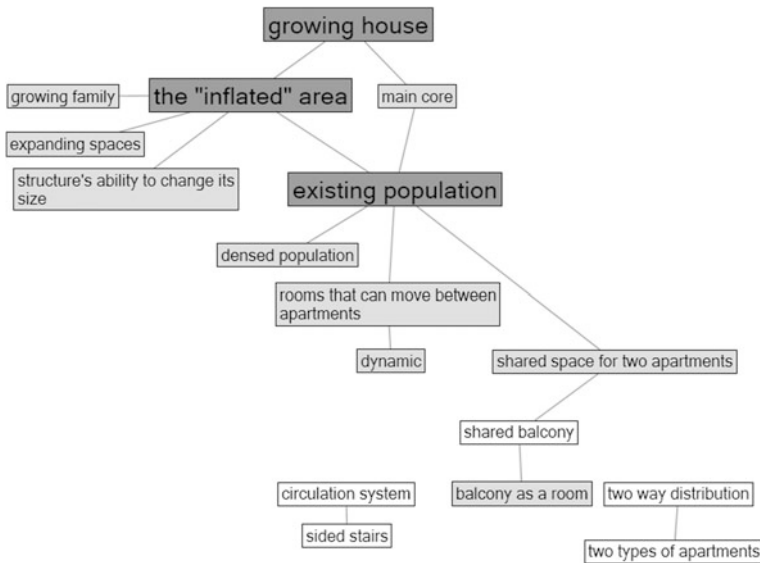 growing house
growing family
the "inflated" area
main core
expanding spaces
structure's ability to change its
size
existing population
densed population
rooms that can move between
apartments
dynamic
shared space for two apartments
shared balcony
circulation system
balcony as a room
two way distribution
sided stairs
two types of apartments